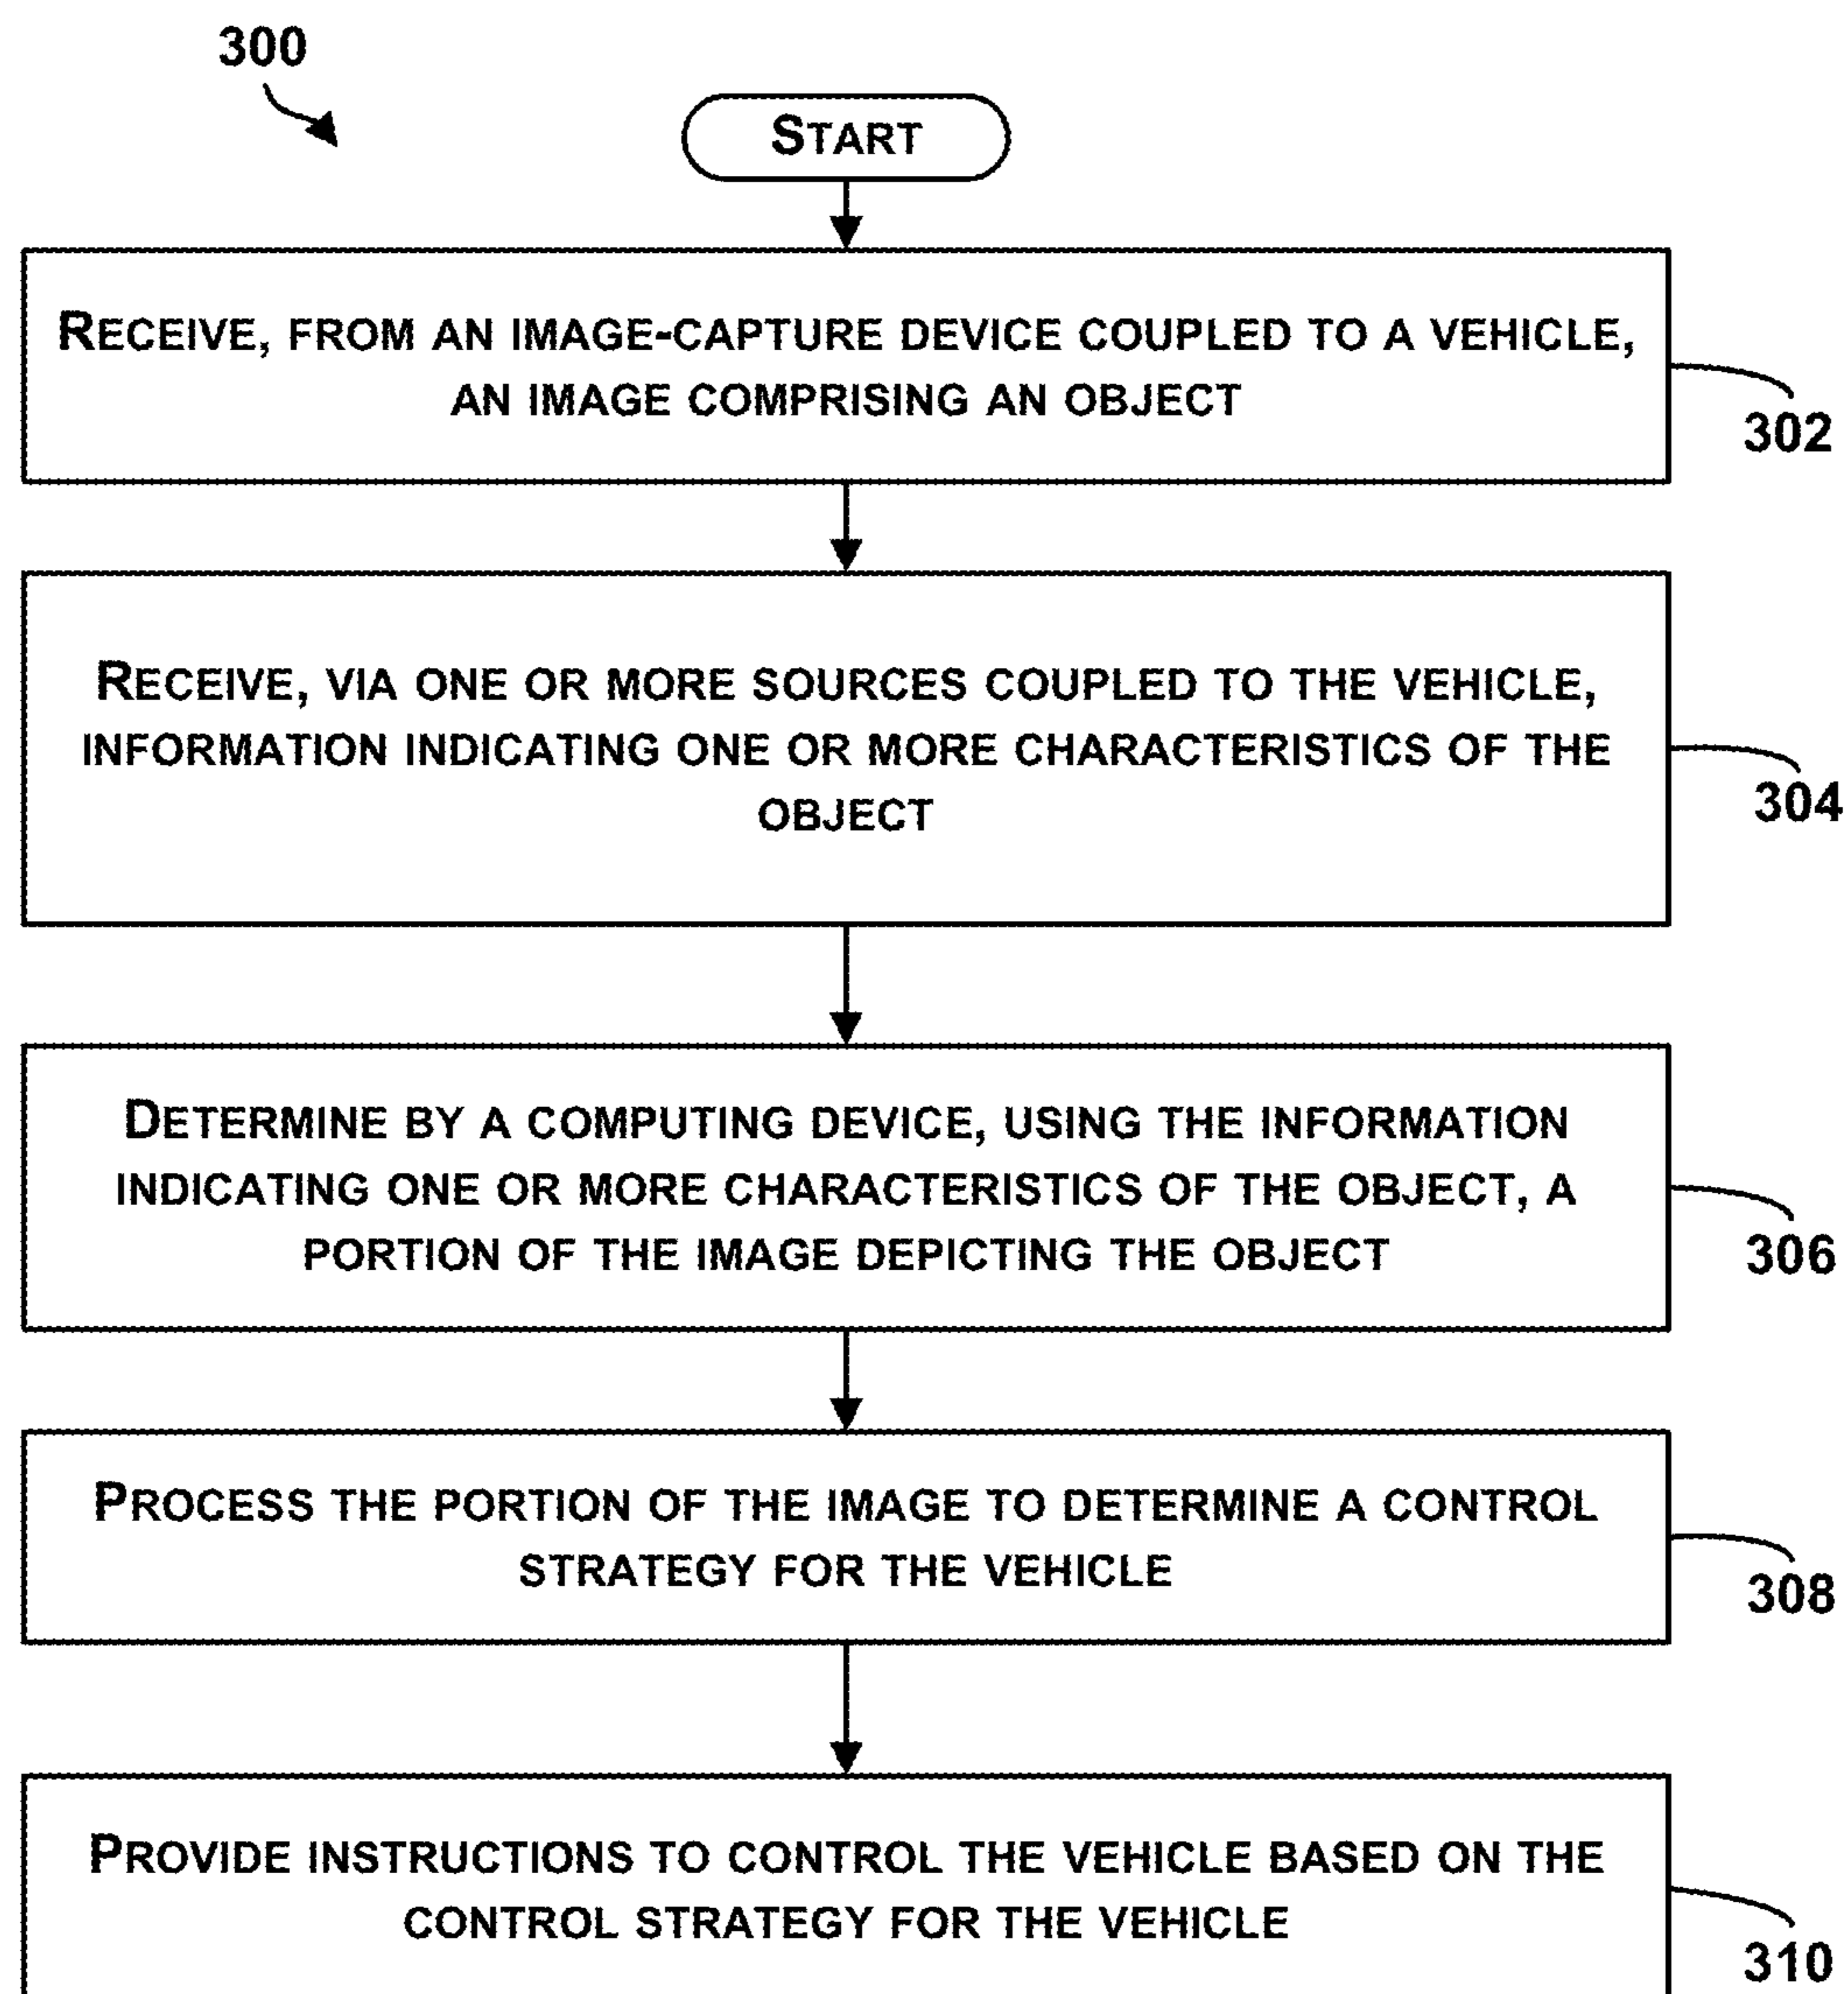 300
START
RECEIVE, FROM AN IMAGE-CAPTURE DEVICE COUPLED TO A VEHICLE,
AN IMAGE COMPRISING AN OBJECT
302
RECEIVE, VIA ONE OR MORE SOURCES COUPLED TO THE VEHICLE,
INFORMATION INDICATING ONE OR MORE CHARACTERISTICS OF THE
OBJECT
304
DETERMINE BY A COMPUTING DEVICE, USING THE INFORMATION
INDICATING ONE OR MORE CHARACTERISTICS OF THE OBJECT, A
PORTION OF THE IMAGE DEPICTING THE OBJECT
306
PROCESS THE PORTION OF THE IMAGE TO DETERMINE A CONTROL
STRATEGY FOR THE VEHICLE
308
PROVIDE INSTRUCTIONS TO CONTROL THE VEHICLE BASED ON THE
CONTROL STRATEGY FOR THE VEHICLE
310